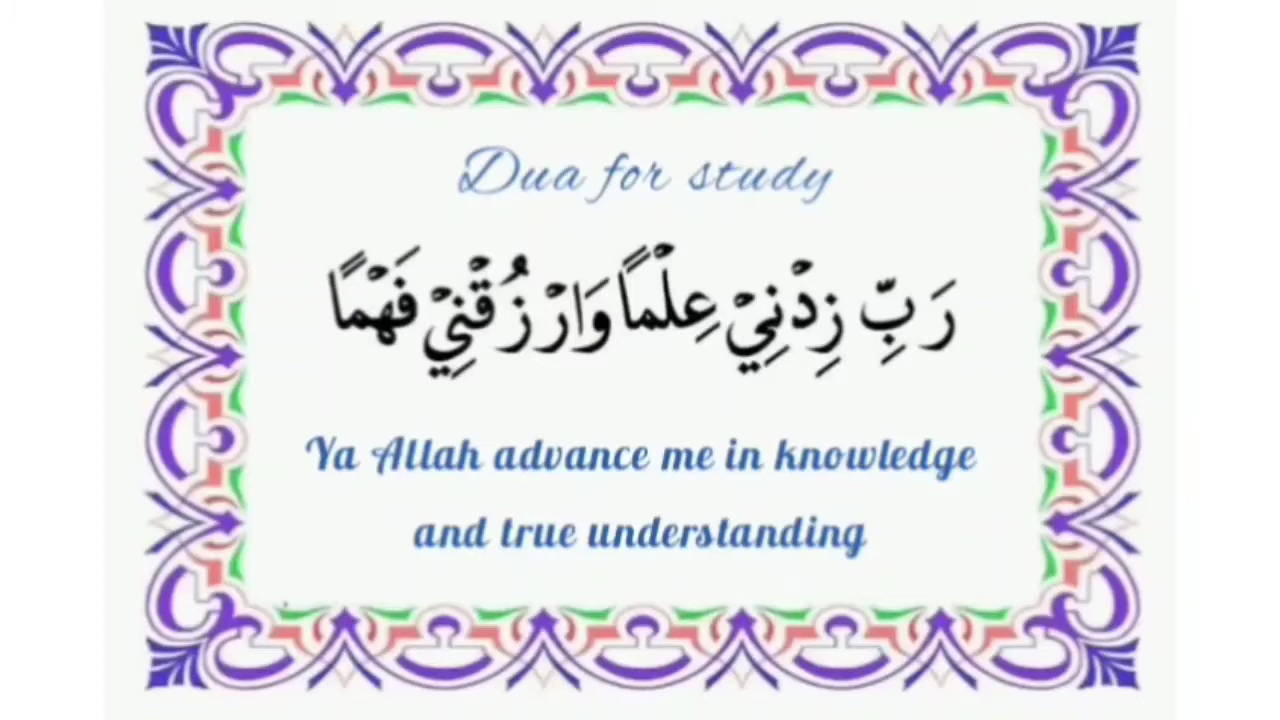 Dua for study
رَبِّ زِدْنِيْ عِلْمًا وَارْزُقْنِيْ فَهْمًا
Ya Allah advance me in knowledge
and true understanding